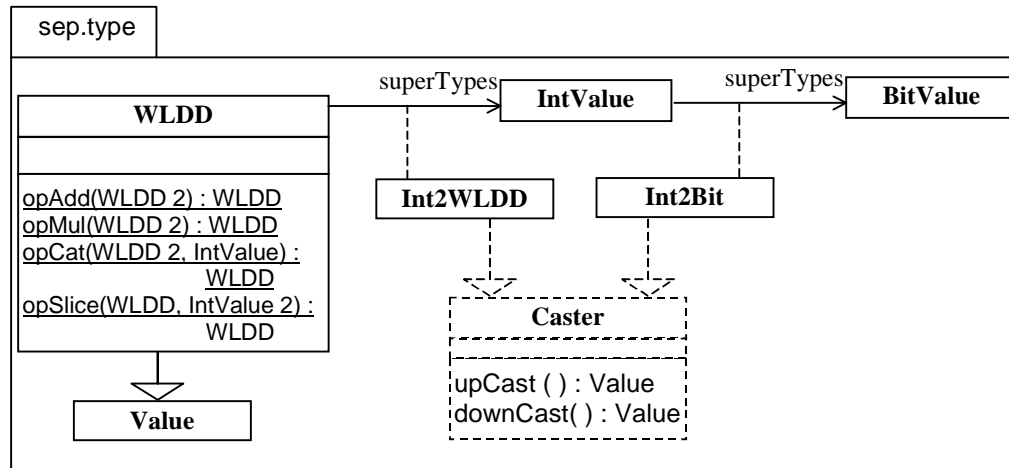 sep.type
superTypes
superTypes
WLDD
IntValue
BitValue
opAdd(WLDD 2) : WLDD
opMul(WLDD 2) : WLDD
opCat(WLDD 2, IntValue) :
WLDD
opSlice(WLDD, IntValue 2) :
WLDD
Int2WLDD
Int2Bit
Caster
upCast ( ) : Value
downCast( ) : Value
Value